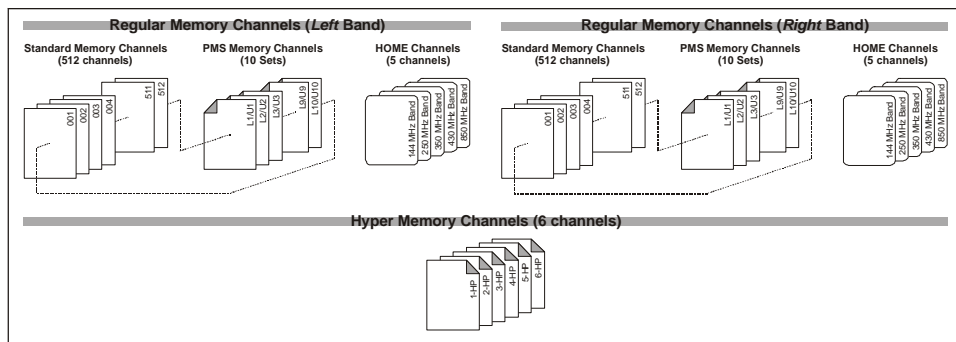 Regular Memory Channels (Left Band)
Standard Memory Channels
(512 channels)
PMS Memory Channels
(10 Sets)
HOME Channels
(5 channels)
001
002
003
004
511
512
L1/U1
L2/U2
L3/U3
L9/U9
L10/U10
144 MHz Band
250 MHz Band
350 MHz Band
430 MHz Band
850 MHz Band
Regular Memory Channels (Right Band)
Standard Memory Channels
(512 channels)
PMS Memory Channels
(10 Sets)
HOME Channels
(5 channels)
001
002
003
004
511
512
L1/U1
L2/U2
L3/U3
L9/U9
L10/U10
144 MHz Band
250 MHz Band
350 MHz Band
430 MHz Band
850 MHz Band
Hyper Memory Channels (6 channels)
1-HP
2-HP
3-HP
4-HP
5-HP
6-HP